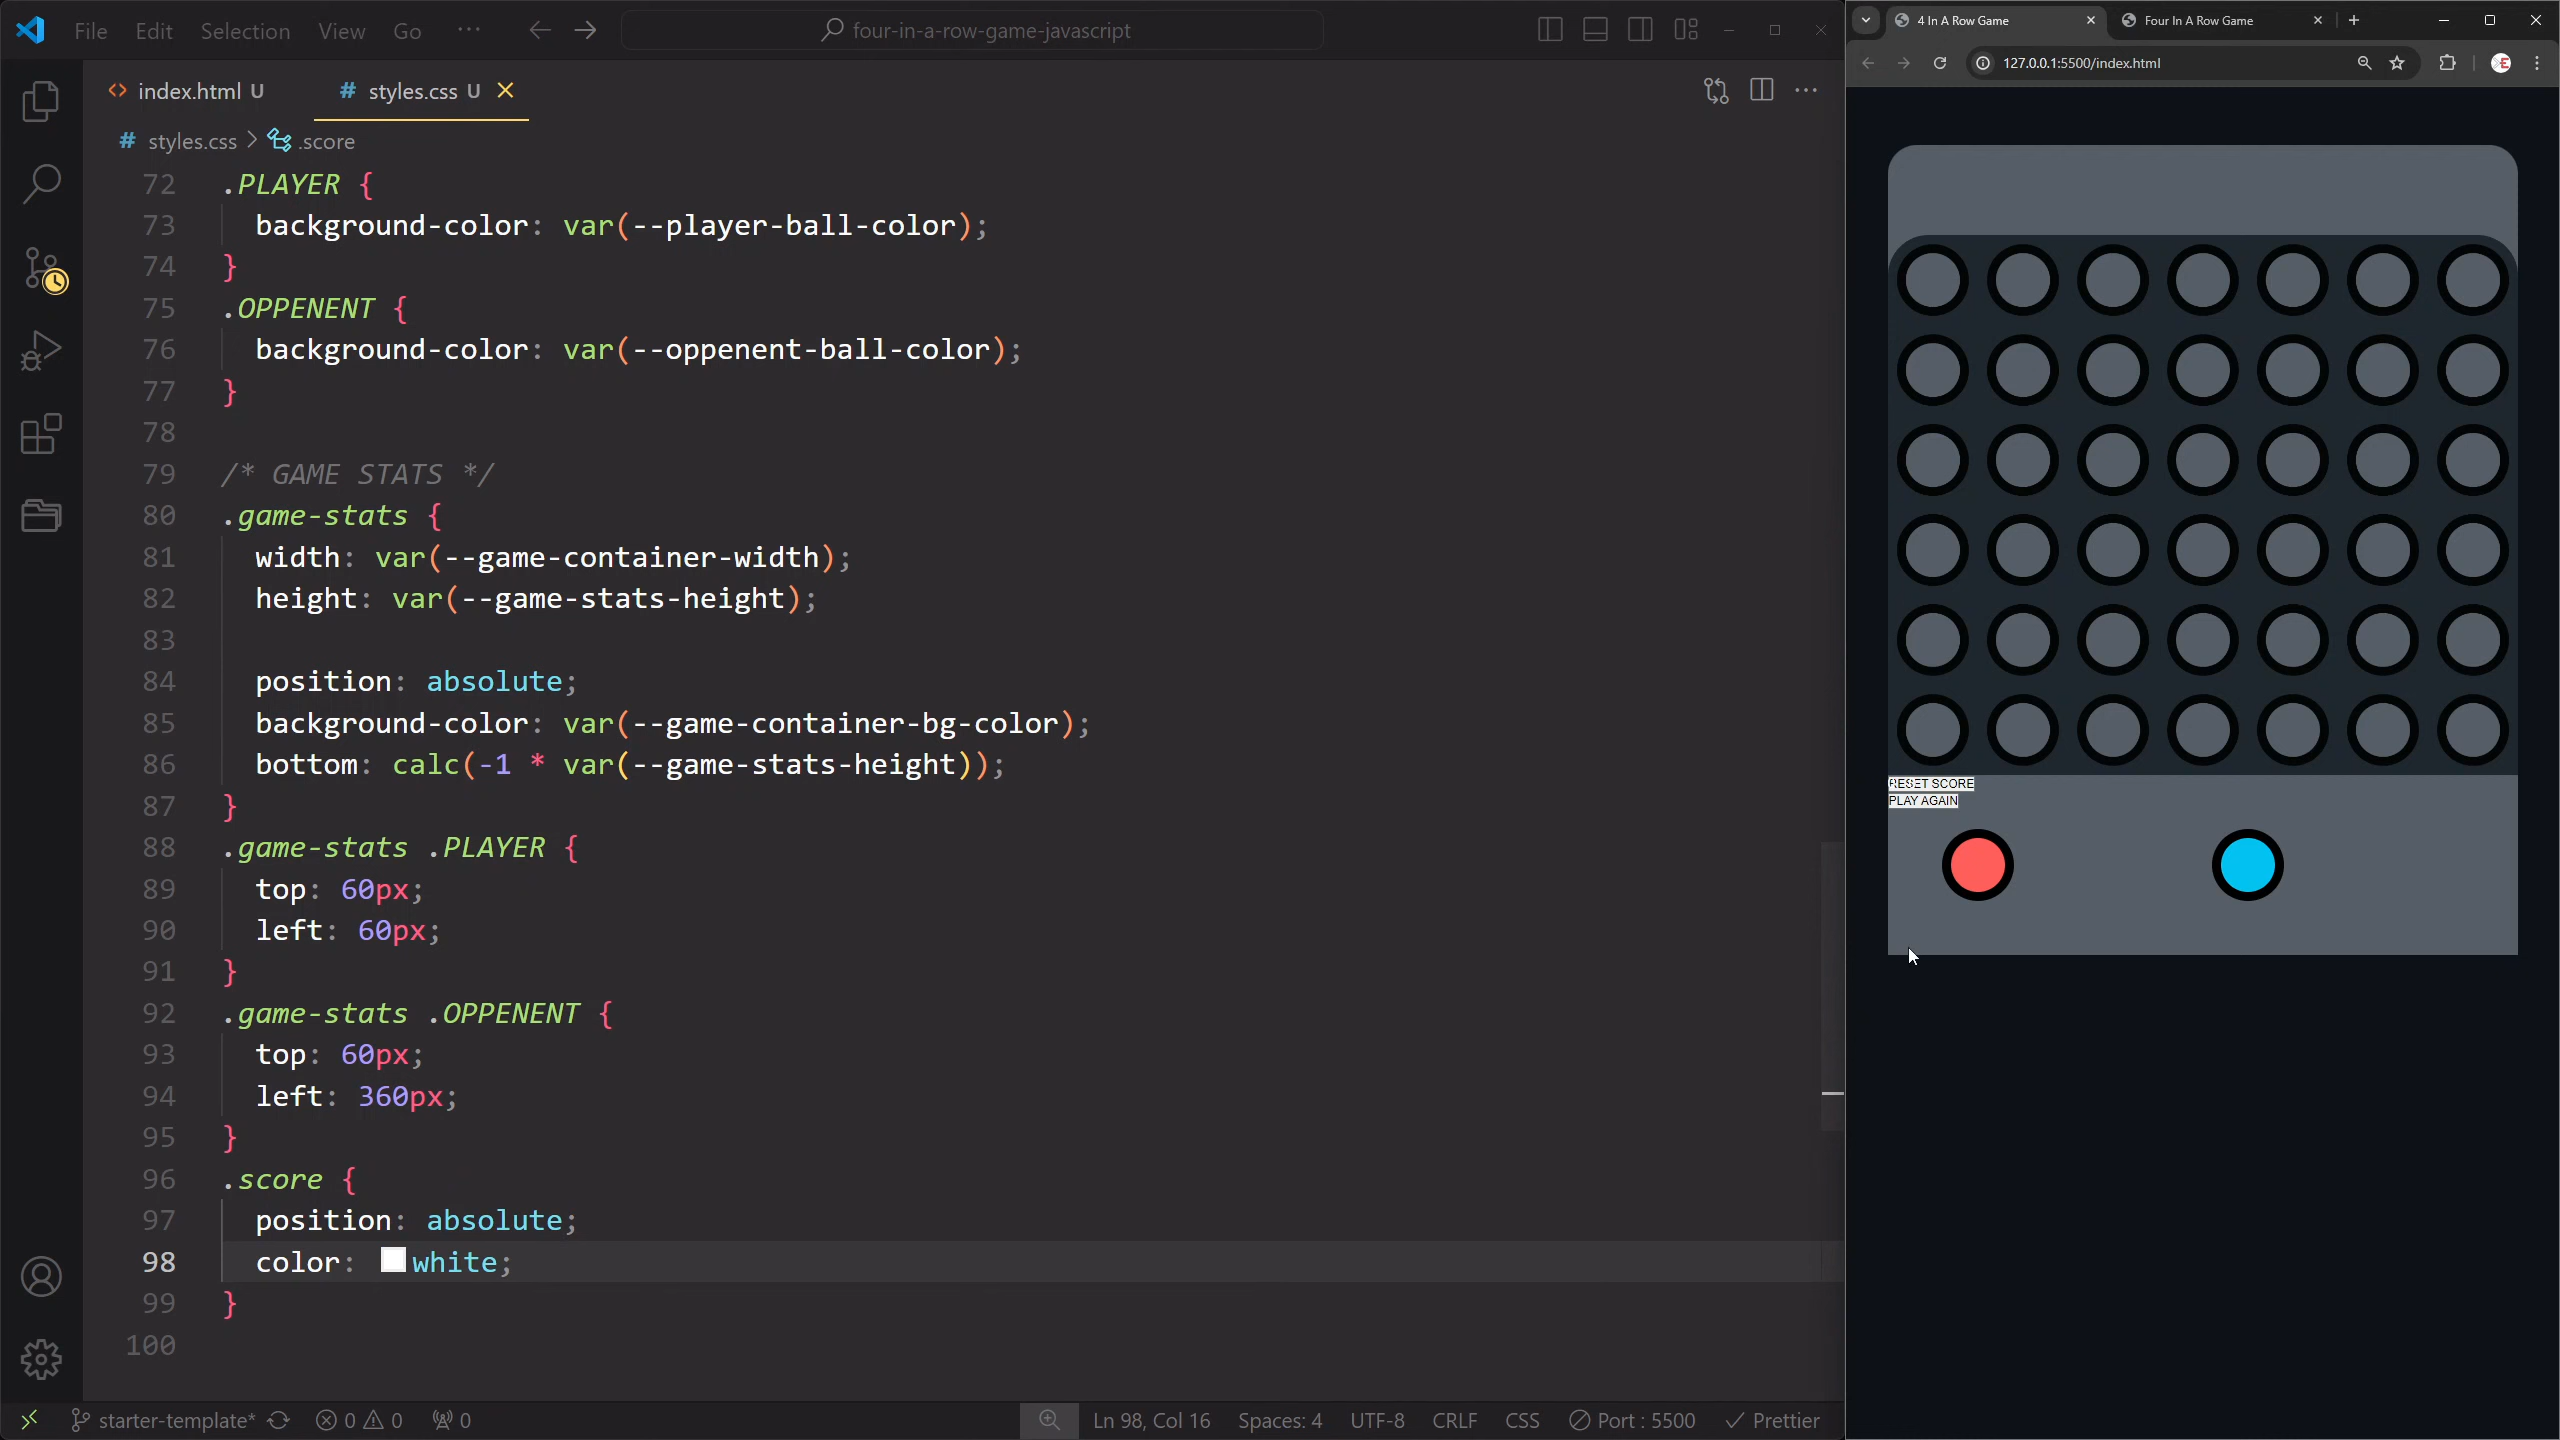 File Edit Selection View Go ··· four-in-a-row-game-javascript
index.html U # styles.css U
# styles.css > .score
72 .PLAYER {
73 background-color: var(--player-ball-color);
74 }
75 .OPPENENT {
76 background-color: var(--oppenent-ball-color);
77 }
78
79 /* GAME STATS */
80 .game-stats {
81 width: var(--game-container-width);
82 height: var(--game-stats-height);
83
84 position: absolute;
85 background-color: var(--game-container-bg-color);
86 bottom: calc(-1 * var(--game-stats-height));
87 }
88 .game-stats .PLAYER {
89 top: 60px;
90 left: 60px;
91 }
92 .game-stats .OPPENENT {
93 top: 60px;
94 left: 360px;
95 }
96 .score {
97 position: absolute;
98 color: white;
99 }
100
starter-template* 0 0 0 Ln 98, Col 16 Spaces: 4 UTF-8 CRLF CSS Port : 5500 Prettier
4 In A Row Game Four In A Row Game
127.0.0.1:5500/index.html
RESET SCORE
PLAY AGAIN